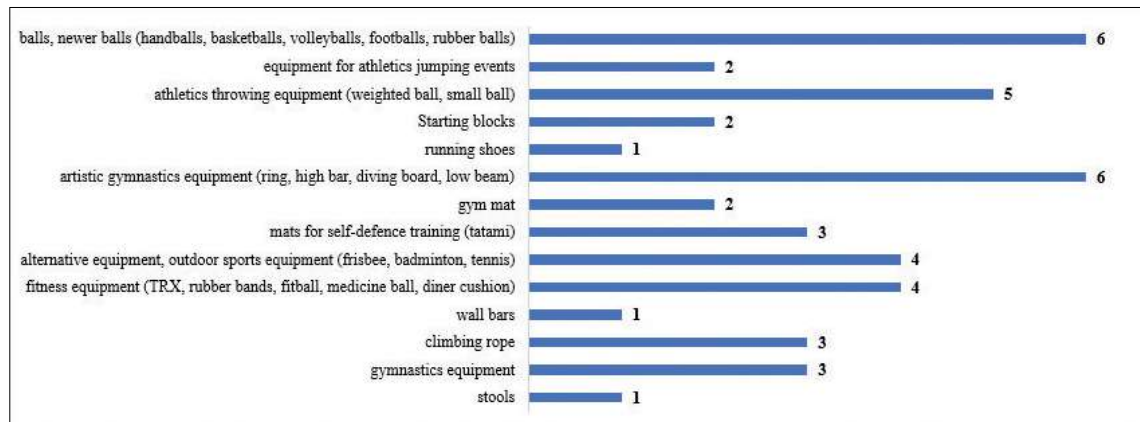 balls, newer balls (handballs, basketballs, volleyballs, footballs, rubber balls) 6
equipment for athletics jumping events 2
athletics throwing equipment (weighted ball, small ball) 5
Starting blocks 2
running shoes 1
artistic gymnastics equipment (ring, high bar, diving board, low beam) 6
gym mat 2
mats for self-defence training (tatami) 3
alternative equipment, outdoor sports equipment (frisbee, badminton, tennis) 4
fitness equipment (TRX, rubber bands, fitball, medicine ball, diner cushion) 4
wall bars 1
climbing rope 3
gymnastics equipment 3
stools 1